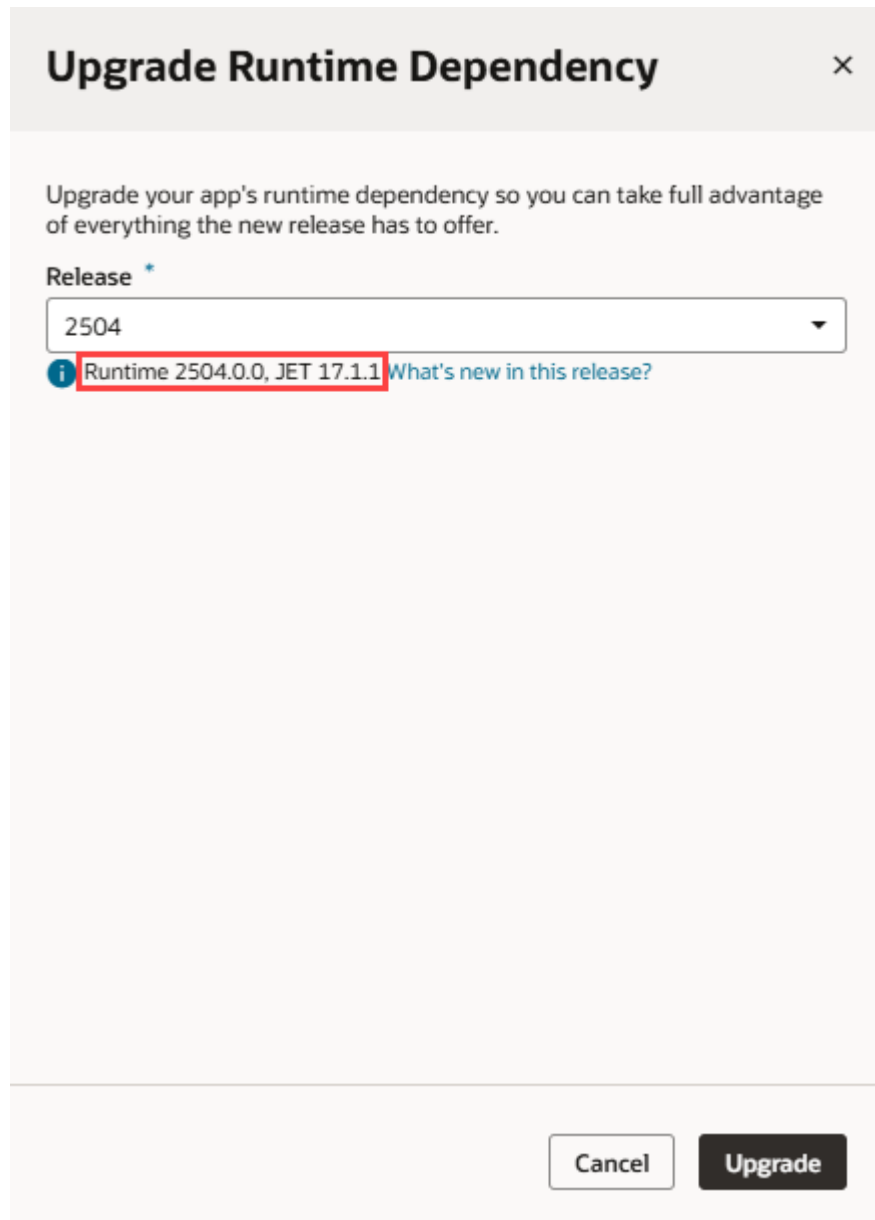 Upgrade Runtime Dependency
Upgrade your app's runtime dependency so you can take full advantage
of everything the new release has to offer.
Release *
2504
Runtime 2504.0.0, JET 17.1.1 What's new in this release?
Cancel Upgrade